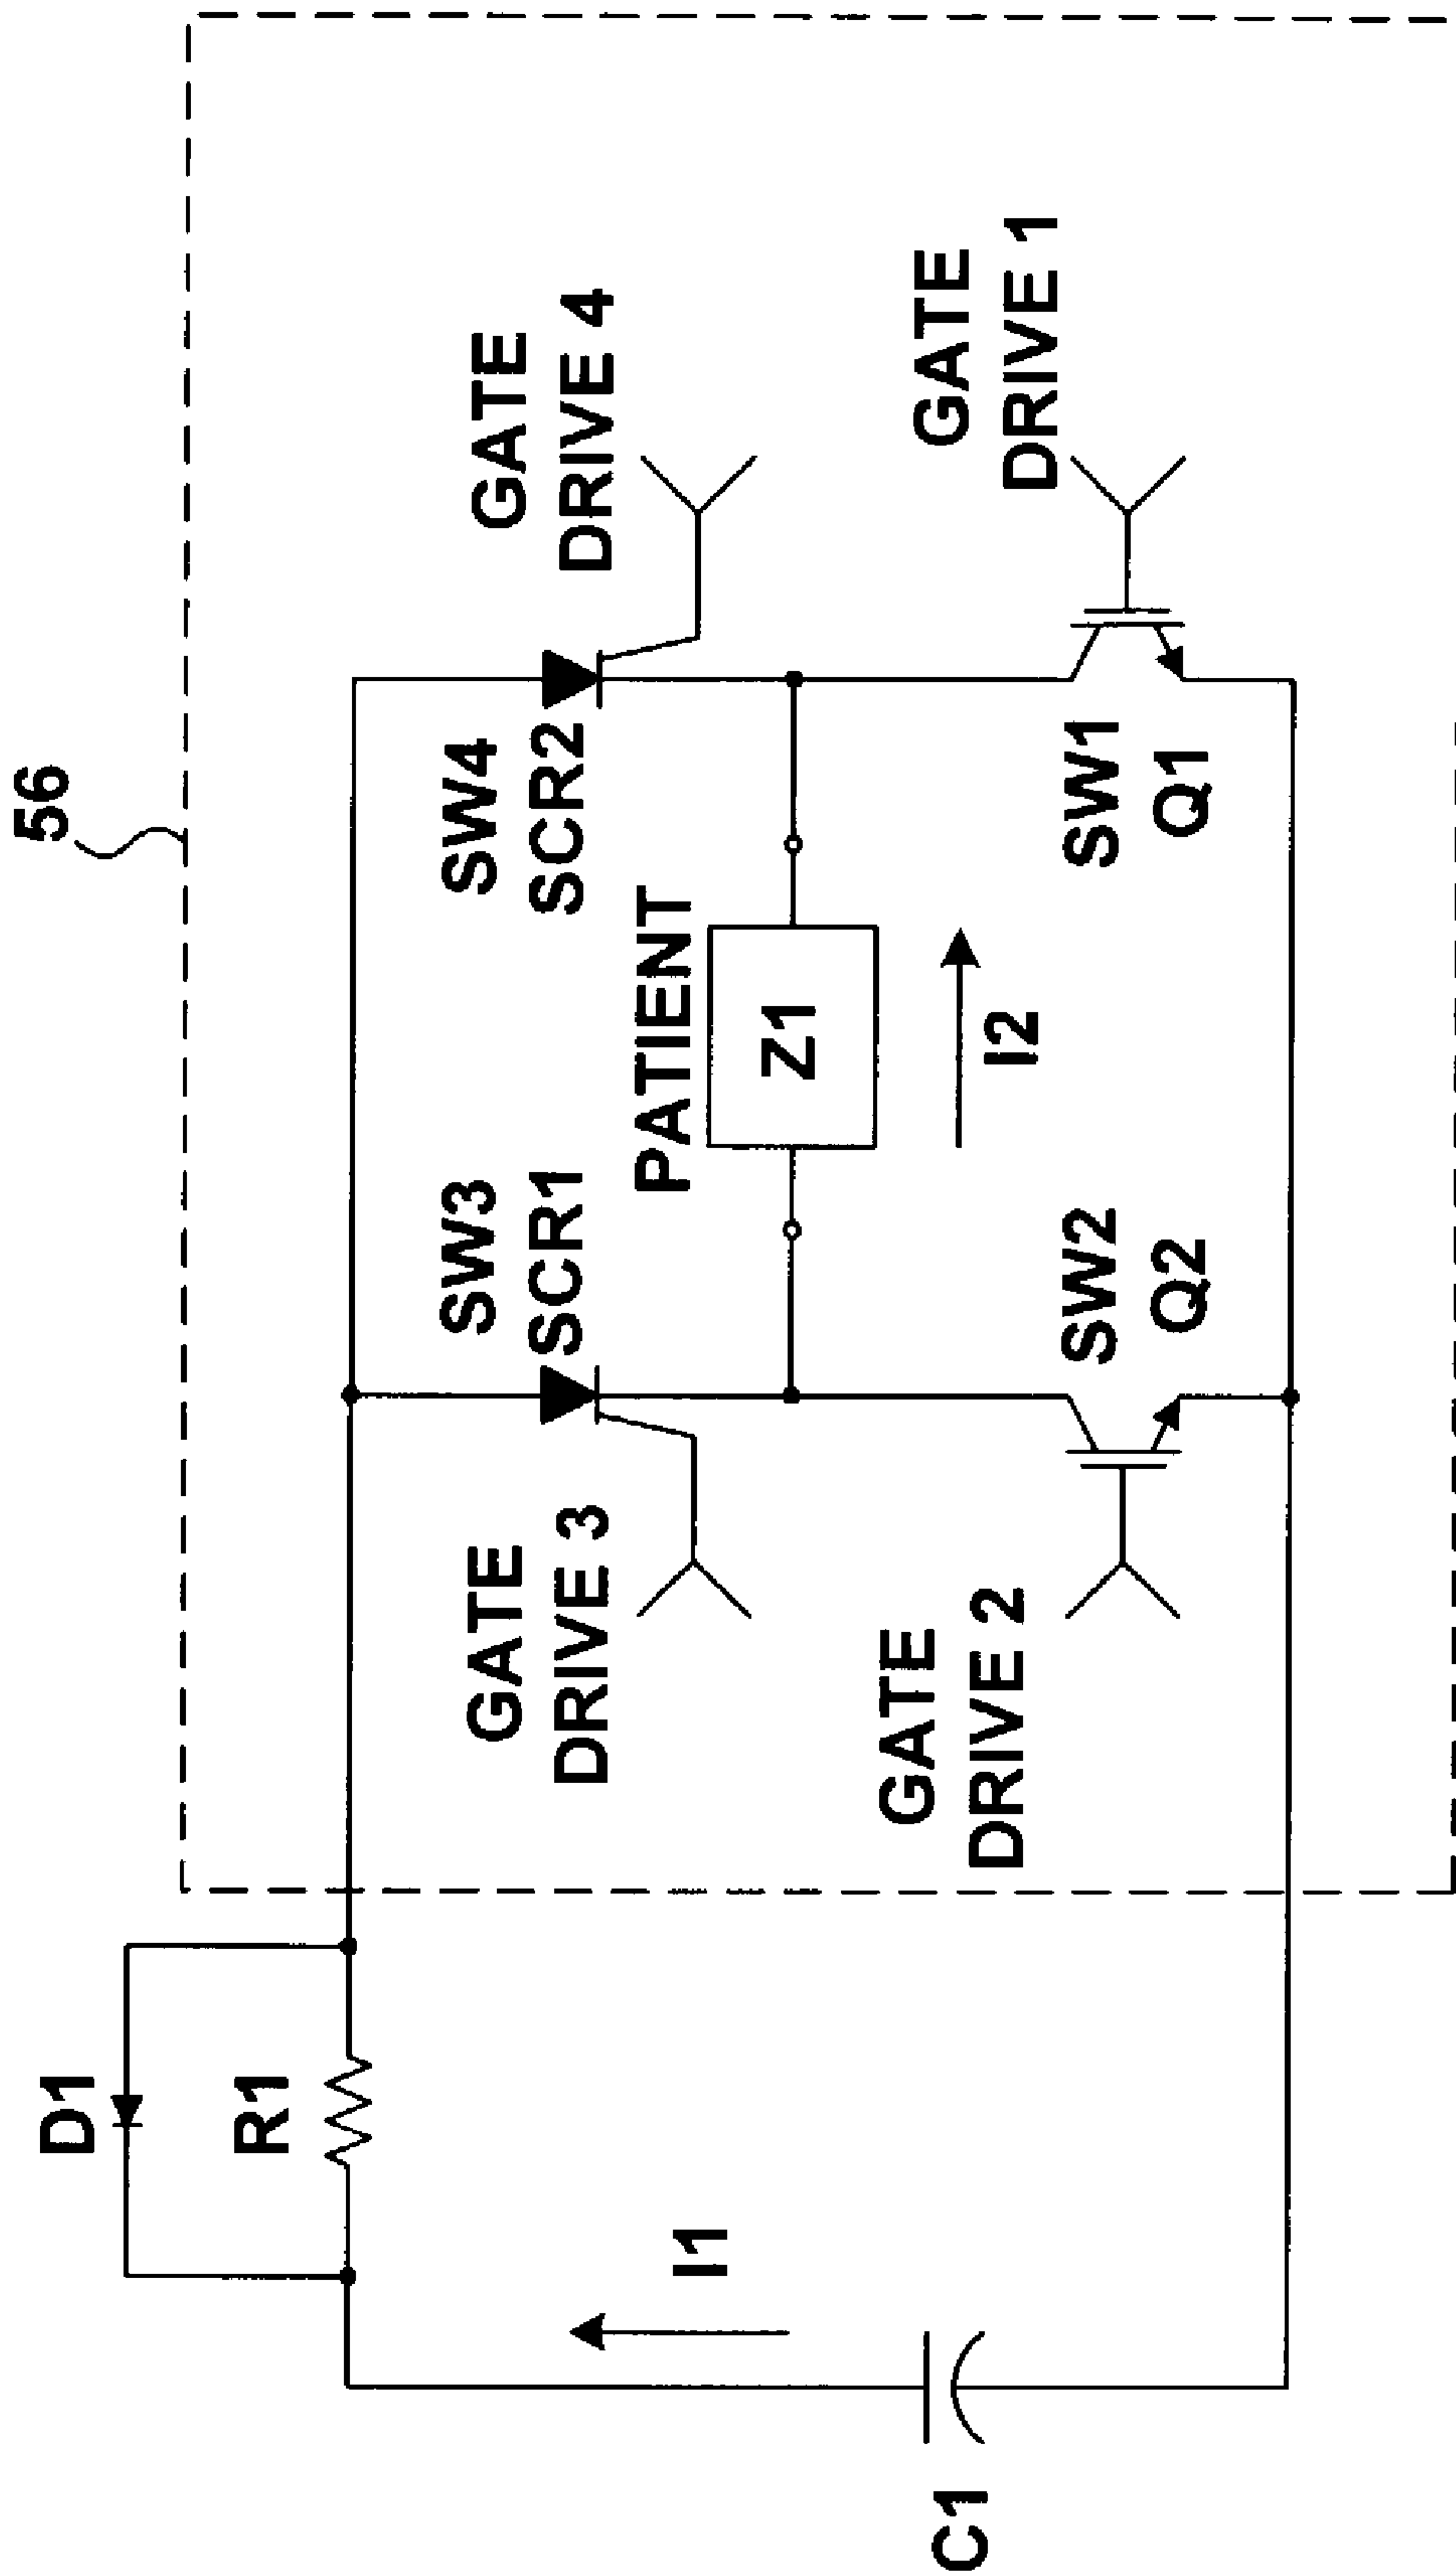 56
D1
R1
I1
C1
SW3
SCR1
GATE
DRIVE 3
SW4
SCR2
GATE
DRIVE 4
PATIENT
Z1
I2
GATE
DRIVE 2
SW2
Q2
SW1
Q1
GATE
DRIVE 1